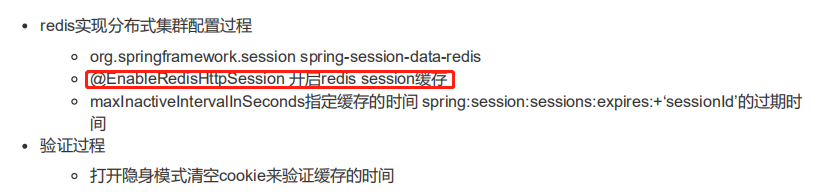 redis实现分布式集群配置过程
org.springframework.session spring-session-data-redis
@EnableRedisHttpSession 开启redis session缓存
maxInactiveIntervalInSeconds指定缓存的时间 spring:session:sessions:expires:+‘sessionId’的过期时
间
验证过程
打开隐身模式清空cookie来验证缓存的时间